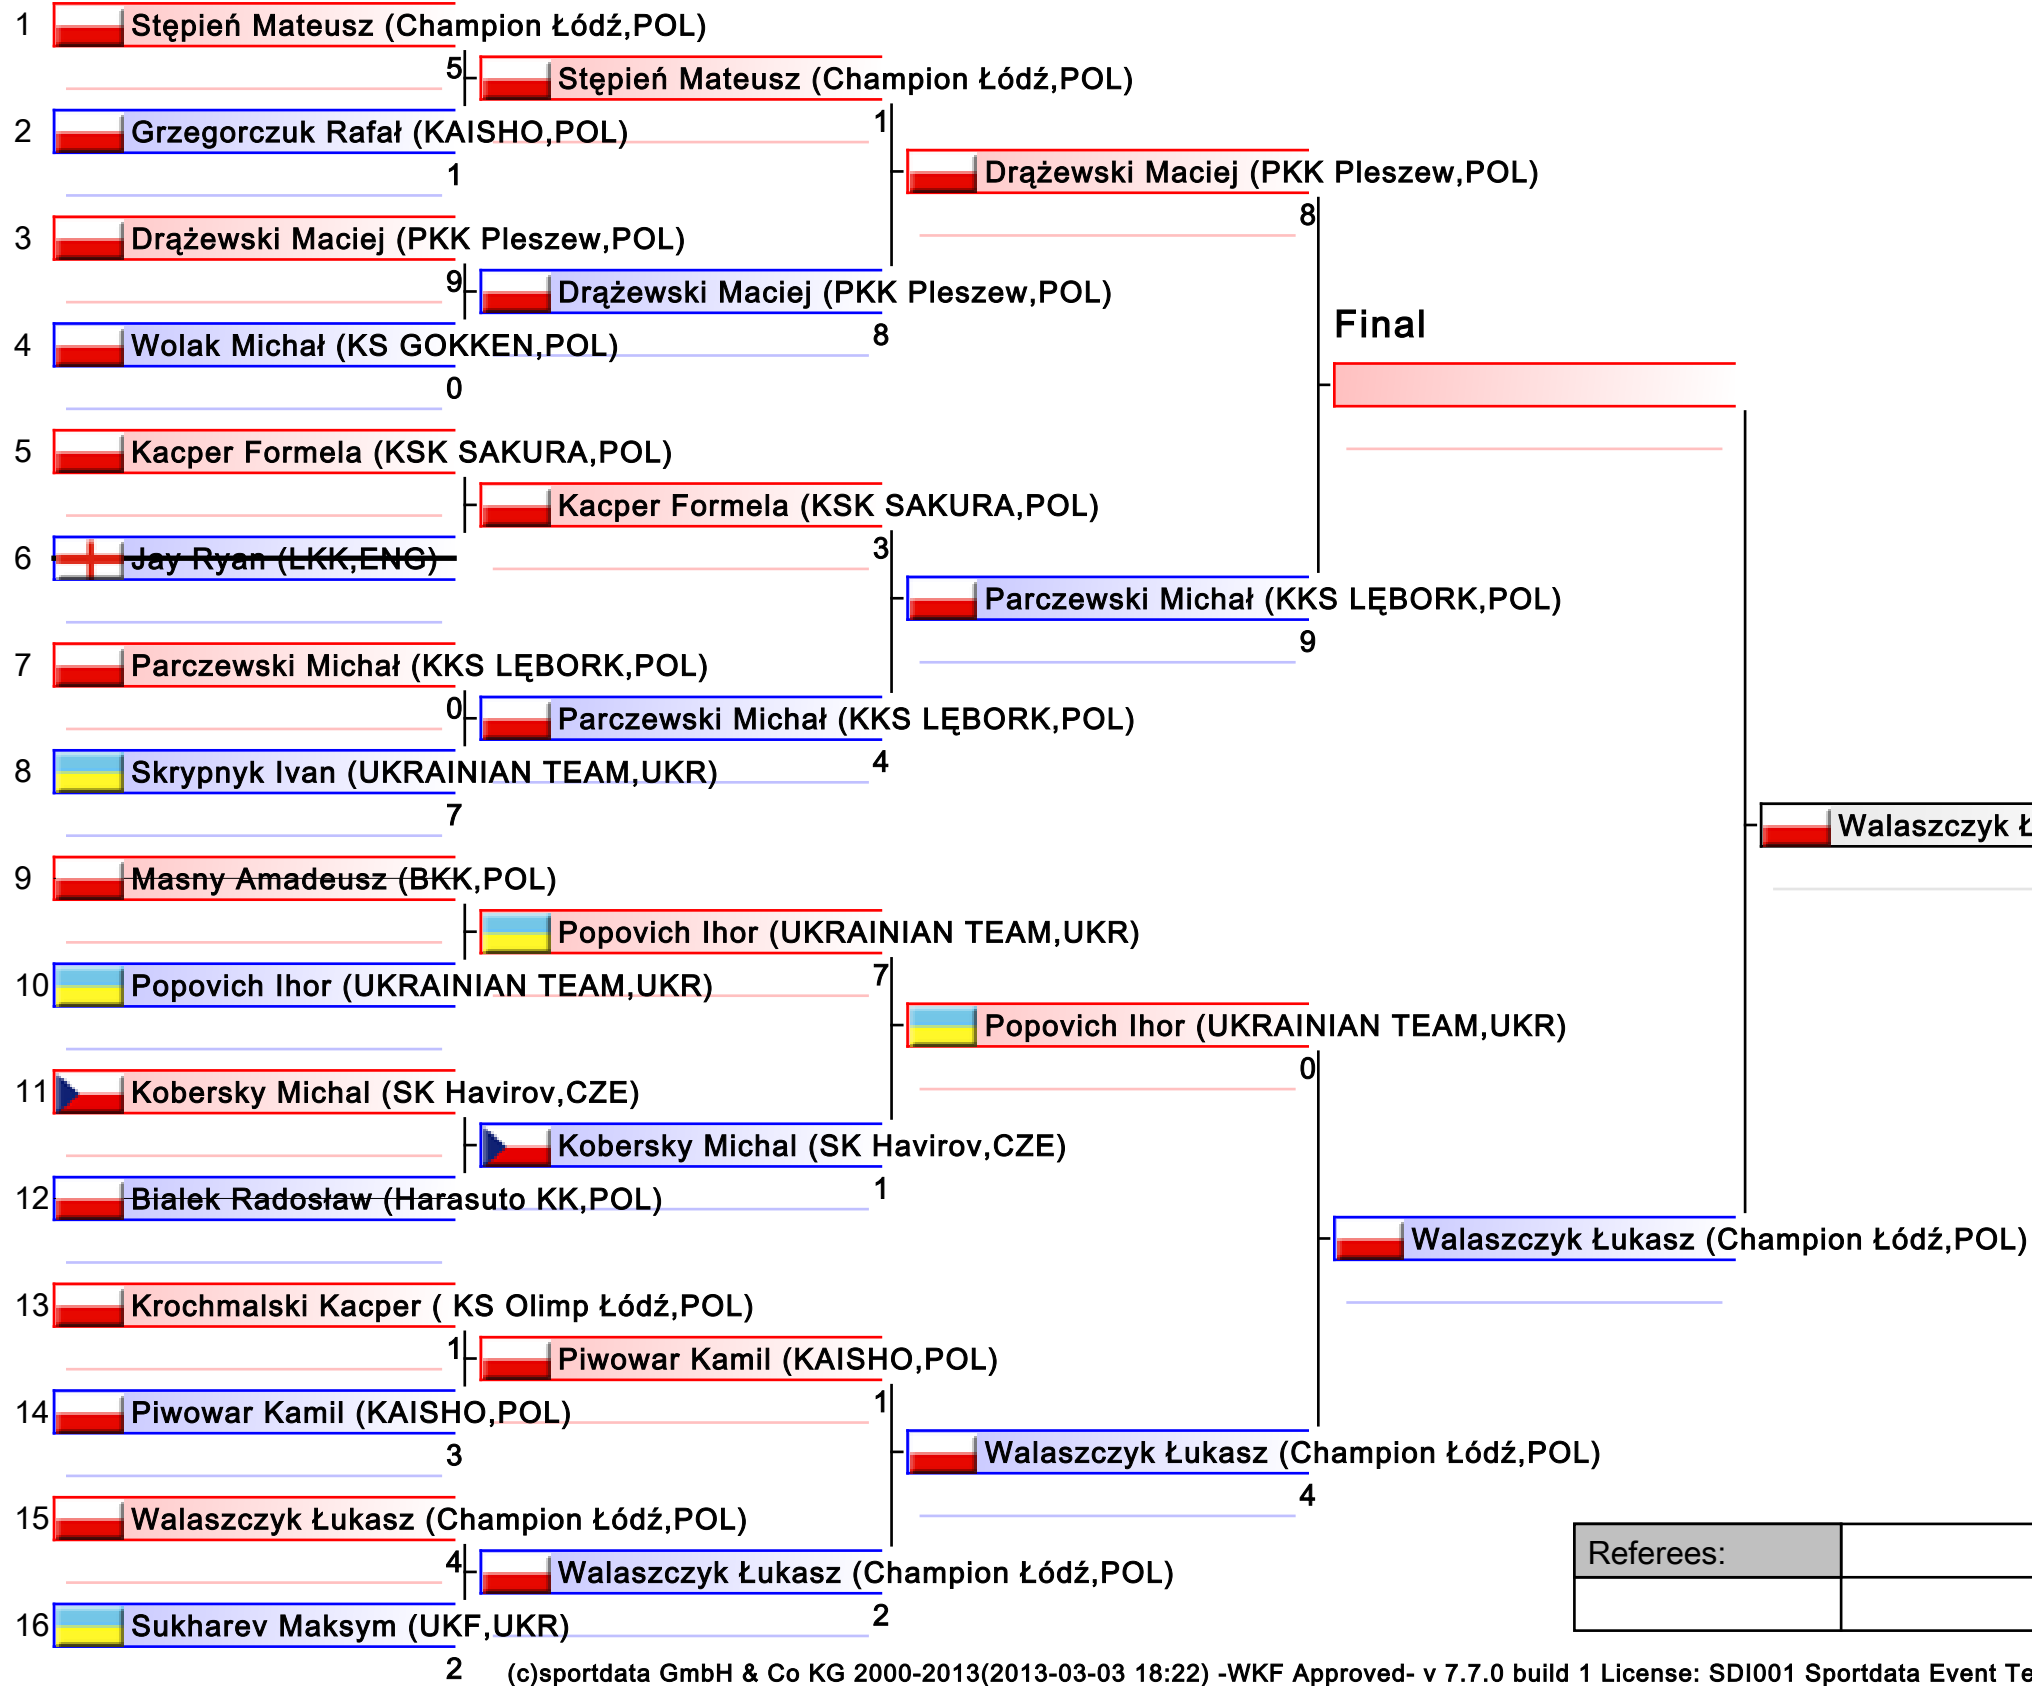 1 Stępień Mateusz (Champion Łódź,POL)
5
Stępień Mateusz (Champion Łódź,POL)
1
2 Grzegorczuk Rafał (KAISHO,POL)
1
Drążewski Maciej (PKK Pleszew,POL)
8
3 Drążewski Maciej (PKK Pleszew,POL)
9
Drążewski Maciej (PKK Pleszew,POL)
8
4 Wolak Michał (KS GOKKEN,POL)
0
Final
5 Kacper Formela (KSK SAKURA,POL)
Kacper Formela (KSK SAKURA,POL)
3
6 Jay Ryan (LKK,ENG)
Parczewski Michał (KKS LĘBORK,POL)
9
7 Parczewski Michał (KKS LĘBORK,POL)
0
Parczewski Michał (KKS LĘBORK,POL)
4
8 Skrypnyk Ivan (UKRAINIAN TEAM,UKR)
7
Walaszczyk Ł
9 Masny Amadeusz (BKK,POL)
Popovich Ihor (UKRAINIAN TEAM,UKR)
7
10 Popovich Ihor (UKRAINIAN TEAM,UKR)
Popovich Ihor (UKRAINIAN TEAM,UKR)
0
11 Kobersky Michal (SK Havirov,CZE)
Kobersky Michal (SK Havirov,CZE)
1
12 Bialek Radosław (Harasuto KK,POL)
Walaszczyk Łukasz (Champion Łódź,POL)
13 Krochmalski Kacper ( KS Olimp Łódź,POL)
1
Piwowar Kamil (KAISHO,POL)
1
14 Piwowar Kamil (KAISHO,POL)
3
Walaszczyk Łukasz (Champion Łódź,POL)
4
15 Walaszczyk Łukasz (Champion Łódź,POL)
4
Walaszczyk Łukasz (Champion Łódź,POL)
2
Referees:
16 Sukharev Maksym (UKF,UKR)
2
(c)sportdata GmbH & Co KG 2000-2013(2013-03-03 18:22) -WKF Approved- v 7.7.0 build 1 License: SDI001 Sportdata Event Te